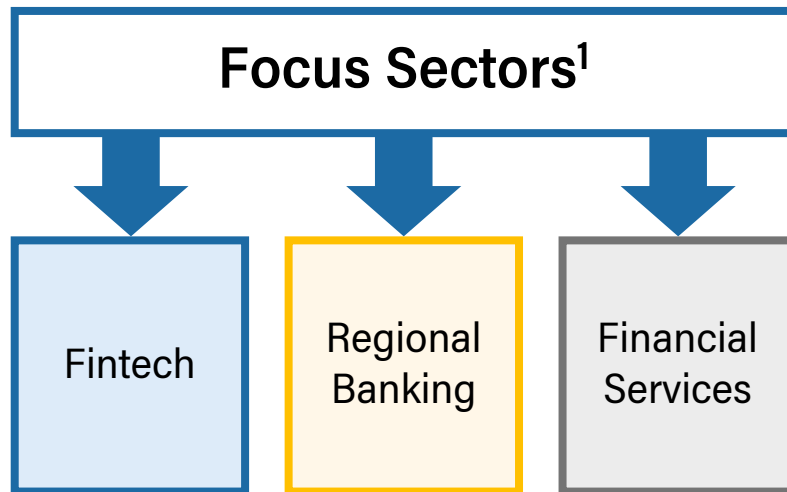 Focus Sectors¹
Fintech
Regional
Banking
Financial
Services